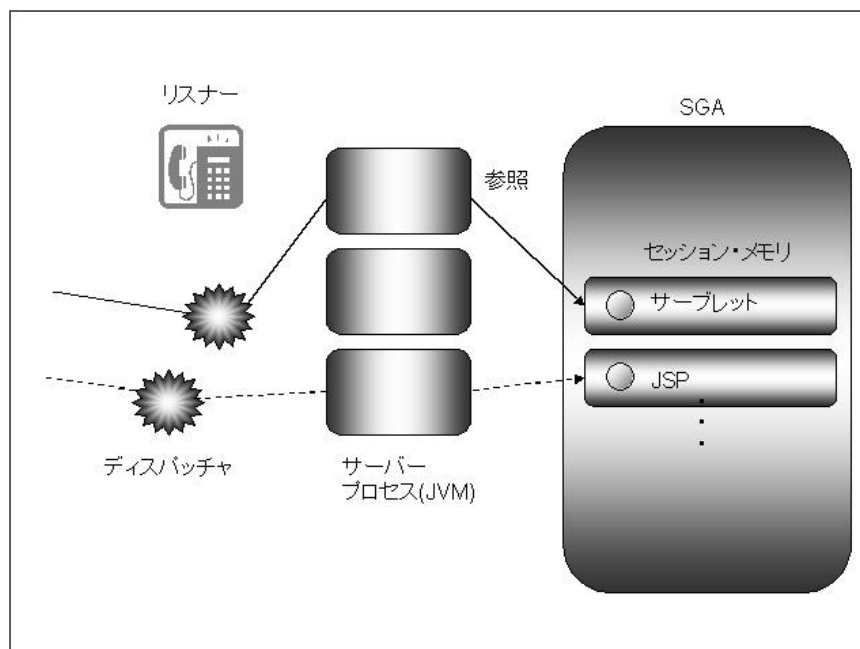 リスナー
SGA
参照
セッション・メモリ
サーブレット
JSP
ディスパッチャ
サーバー
プロセス(JVM)